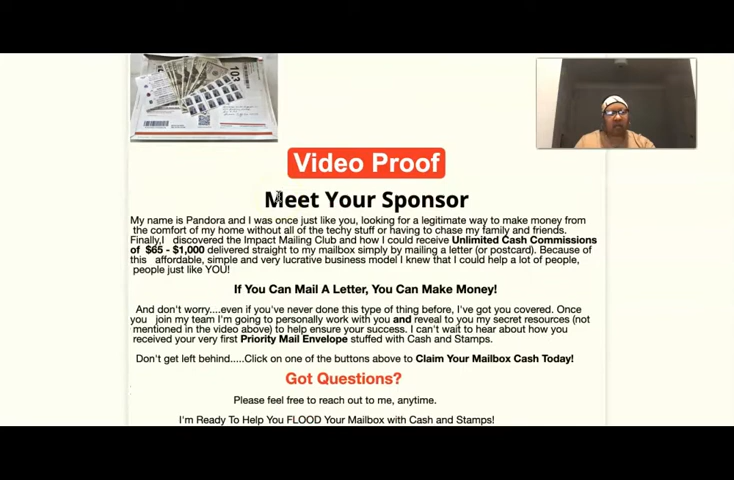 Video Proof
Meet Your Sponsor
My name is Pandora and I was once just like you, looking for a legitimate way to make money from
the comfort of my home without all of the techy stuff or having to chase my family and friends.
Finally,I discovered the Impact Mailing Club and how I could receive Unlimited Cash Commissions
of $65 - $1,000 delivered straight to my mailbox simply by mailing a letter (or postcard). Because of
this affordable, simple and very lucrative business model I knew that I could help a lot of people,
people just like YOU!
If You Can Mail A Letter, You Can Make Money!
And don't worry....even if you've never done this type of thing before, I've got you covered. Once
you join my team I'm going to personally work with you and reveal to you my secret resources (not
mentioned in the video above) to help ensure your success. I can't wait to hear about how you
received your very first Priority Mail Envelope stuffed with Cash and Stamps.
Don't get left behind.....Click on one of the buttons above to Claim Your Mailbox Cash Today!
Got Questions?
Please feel free to reach out to me, anytime.
I'm Ready To Help You FLOOD Your Mailbox with Cash and Stamps!